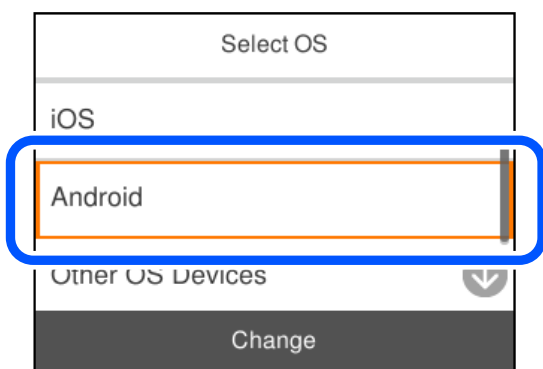 Select OS
iOS
Android
Other OS Devices
Change